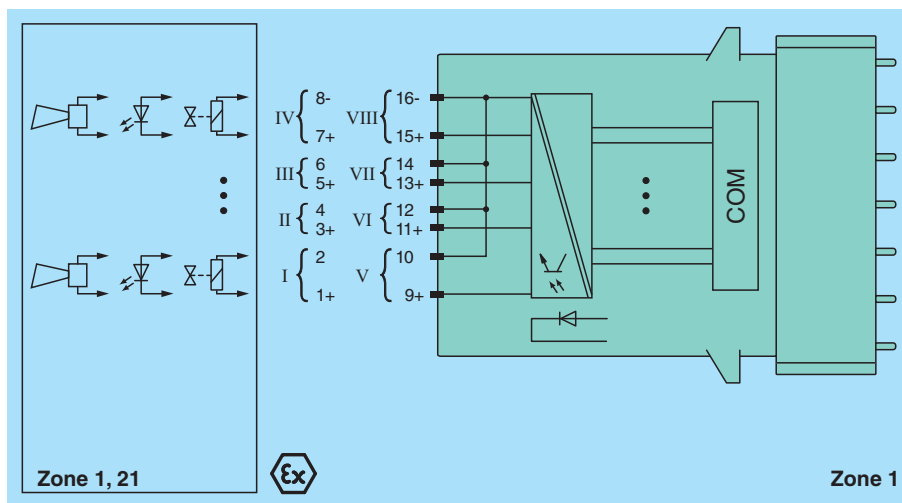 IV 8- VIII 16-
7+ 15+
III 6 VII 14
5+ 13+
II 4 VI 12
3+ 11+
I 2 V 10
1+ 9+
COM
Zone 1, 21
Ex
Zone 1